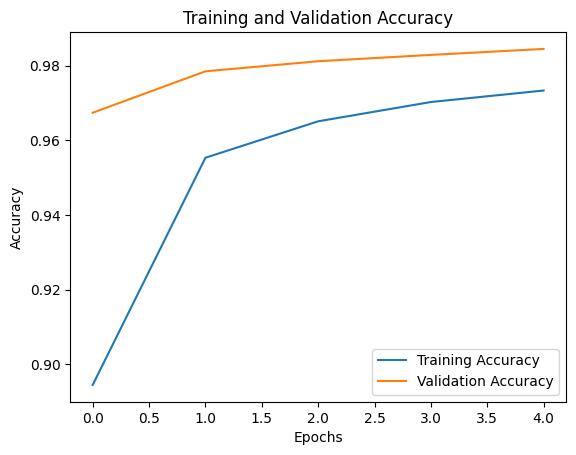 Training and Validation Accuracy
0.98
0.96
0.94
0.92
0.90
Accuracy
0.0 0.5 1.0 1.5 2.0 2.5 3.0 3.5 4.0
Epochs
Training Accuracy
Validation Accuracy